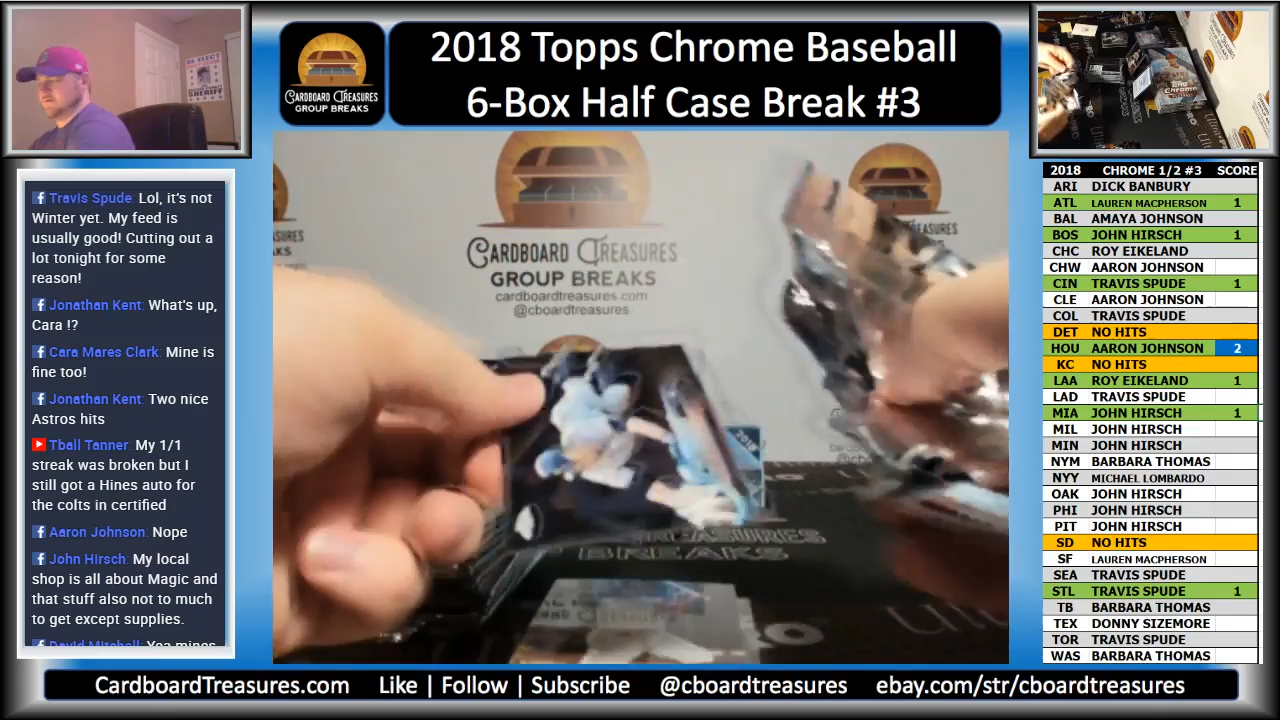 2018 Topps Chrome Baseball
6-Box Half Case Break #3
CARDBOARD TREASURES
GROUP BREAKS
RE ELECT
SHERIFF
Travis Spude: Lol, it's not
Winter yet. My feed is
usually good! Cutting out a
lot tonight for some
reason!
Jonathan Kent: What's up,
Cara !?
Cara Mares Clark: Mine is
fine too!
Jonathan Kent: Two nice
Astros hits
Tball Tanner: My 1/1
streak was broken but I
still got a Hines auto for
the colts in certified
Aaron Johnson: Nope
John HIrsch: My local
shop is all about Magic and
that stuff also not to much
to get except supplies.
David Mitchell: Yea mines
CARDBOARD TREASURES
GROUP BREAKS
cardboardtreasures.com
@cboardtreasures
2018
TREASURES
BREAKS
Chrome
2018 CHROME 1/2 #3 SCORE
ARI DICK BANBURY
ATL LAUREN MACPHERSON 1
BAL AMAYA JOHNSON
BOS JOHN HIRSCH 1
CHC ROY EIKELAND
CHW AARON JOHNSON
CIN TRAVIS SPUDE 1
CLE AARON JOHNSON
COL TRAVIS SPUDE
DET NO HITS
HOU AARON JOHNSON 2
KC NO HITS
LAA ROY EIKELAND 1
LAD TRAVIS SPUDE
MIA JOHN HIRSCH 1
MIL JOHN HIRSCH
MIN JOHN HIRSCH
NYM BARBARA THOMAS
NYY MICHAEL LOMBARDO
OAK JOHN HIRSCH
PHI JOHN HIRSCH
PIT JOHN HIRSCH
SD NO HITS
SF LAUREN MACPHERSON
SEA TRAVIS SPUDE
STL TRAVIS SPUDE 1
TB BARBARA THOMAS
TEX DONNY SIZEMORE
TOR TRAVIS SPUDE
WAS BARBARA THOMAS
CardboardTreasures.com Like | Follow | Subscribe @cboardtreasures ebay.com/str/cboardtreasures